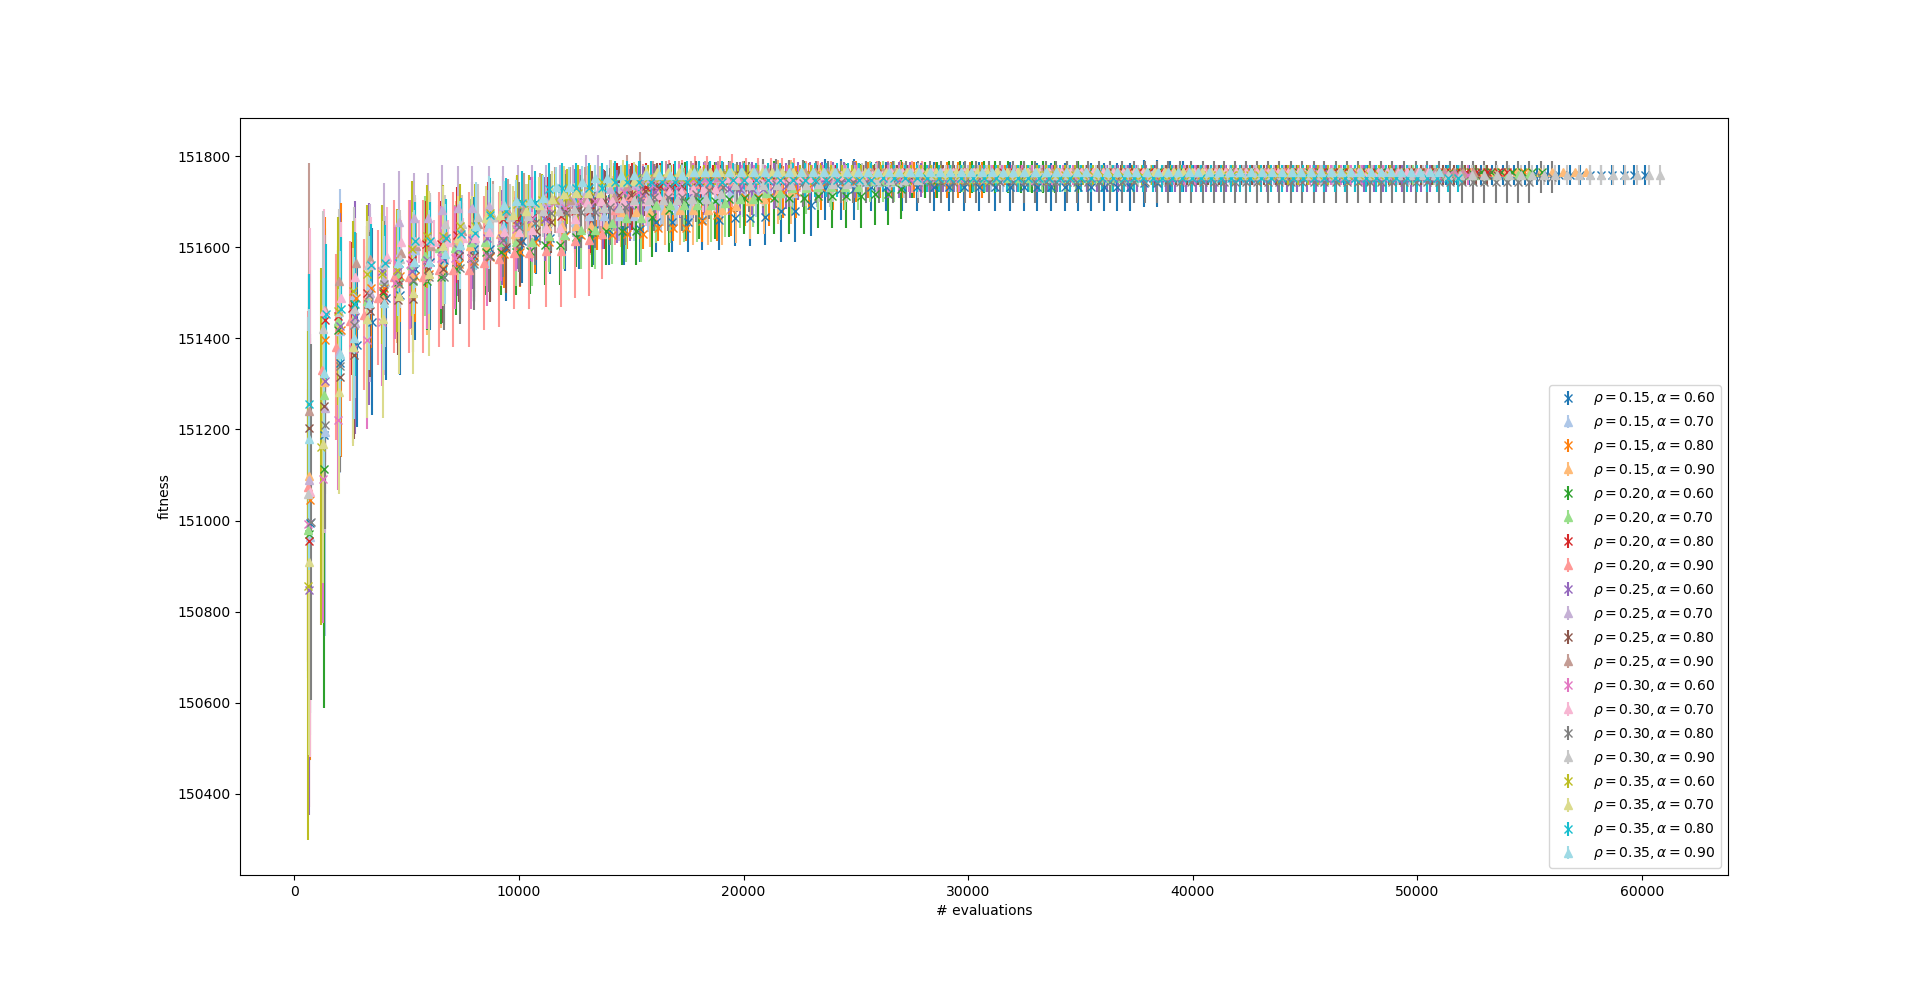 fitness
151800
151600
151400
151200
151000
150800
150600
150400
0 10000 20000 30000 40000 50000 60000
# evaluations
ρ = 0.15, α = 0.60
ρ = 0.15, α = 0.70
ρ = 0.15, α = 0.80
ρ = 0.15, α = 0.90
ρ = 0.20, α = 0.60
ρ = 0.20, α = 0.70
ρ = 0.20, α = 0.80
ρ = 0.20, α = 0.90
ρ = 0.25, α = 0.60
ρ = 0.25, α = 0.70
ρ = 0.25, α = 0.80
ρ = 0.25, α = 0.90
ρ = 0.30, α = 0.60
ρ = 0.30, α = 0.70
ρ = 0.30, α = 0.80
ρ = 0.30, α = 0.90
ρ = 0.35, α = 0.60
ρ = 0.35, α = 0.70
ρ = 0.35, α = 0.80
ρ = 0.35, α = 0.90